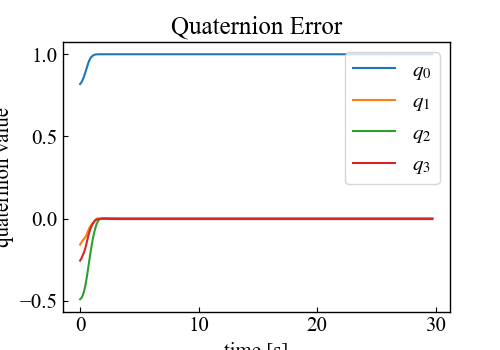 Quaternion Error
quaternion value
1.0
0.5
0.0
−0.5
q0
q1
q2
q3
0 10 20 30
time [s]